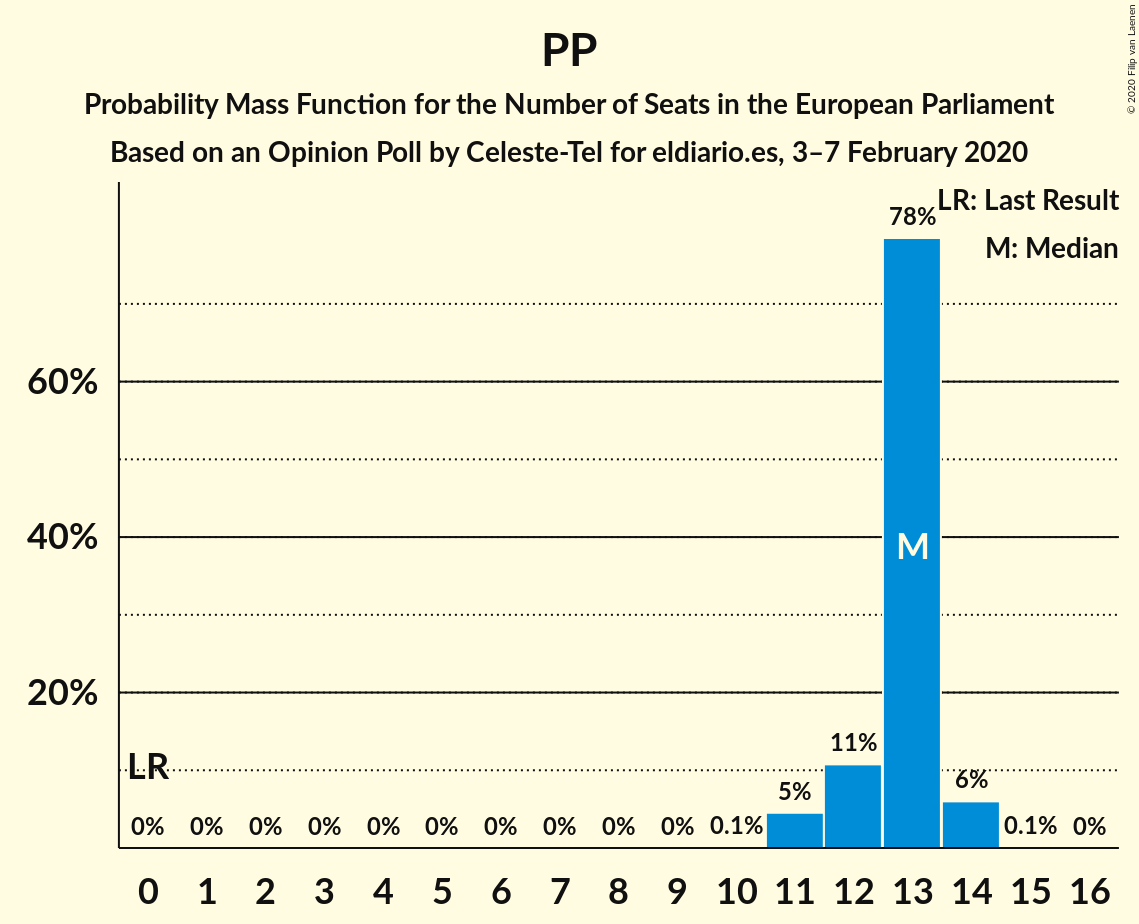 PP
Probability Mass Function for the Number of Seats in the European Parliament
Based on an Opinion Poll by Celeste-Tel for eldiario.es, 3–7 February 2020
© 2020 Filip van Laenen
LR: Last Result
M: Median
78%
60%
40%
20%
M
LR
0% 0% 0% 0% 0% 0% 0% 0% 0% 0% 0.1% 5% 11% 6% 0.1% 0%
0 1 2 3 4 5 6 7 8 9 10 11 12 13 14 15 16